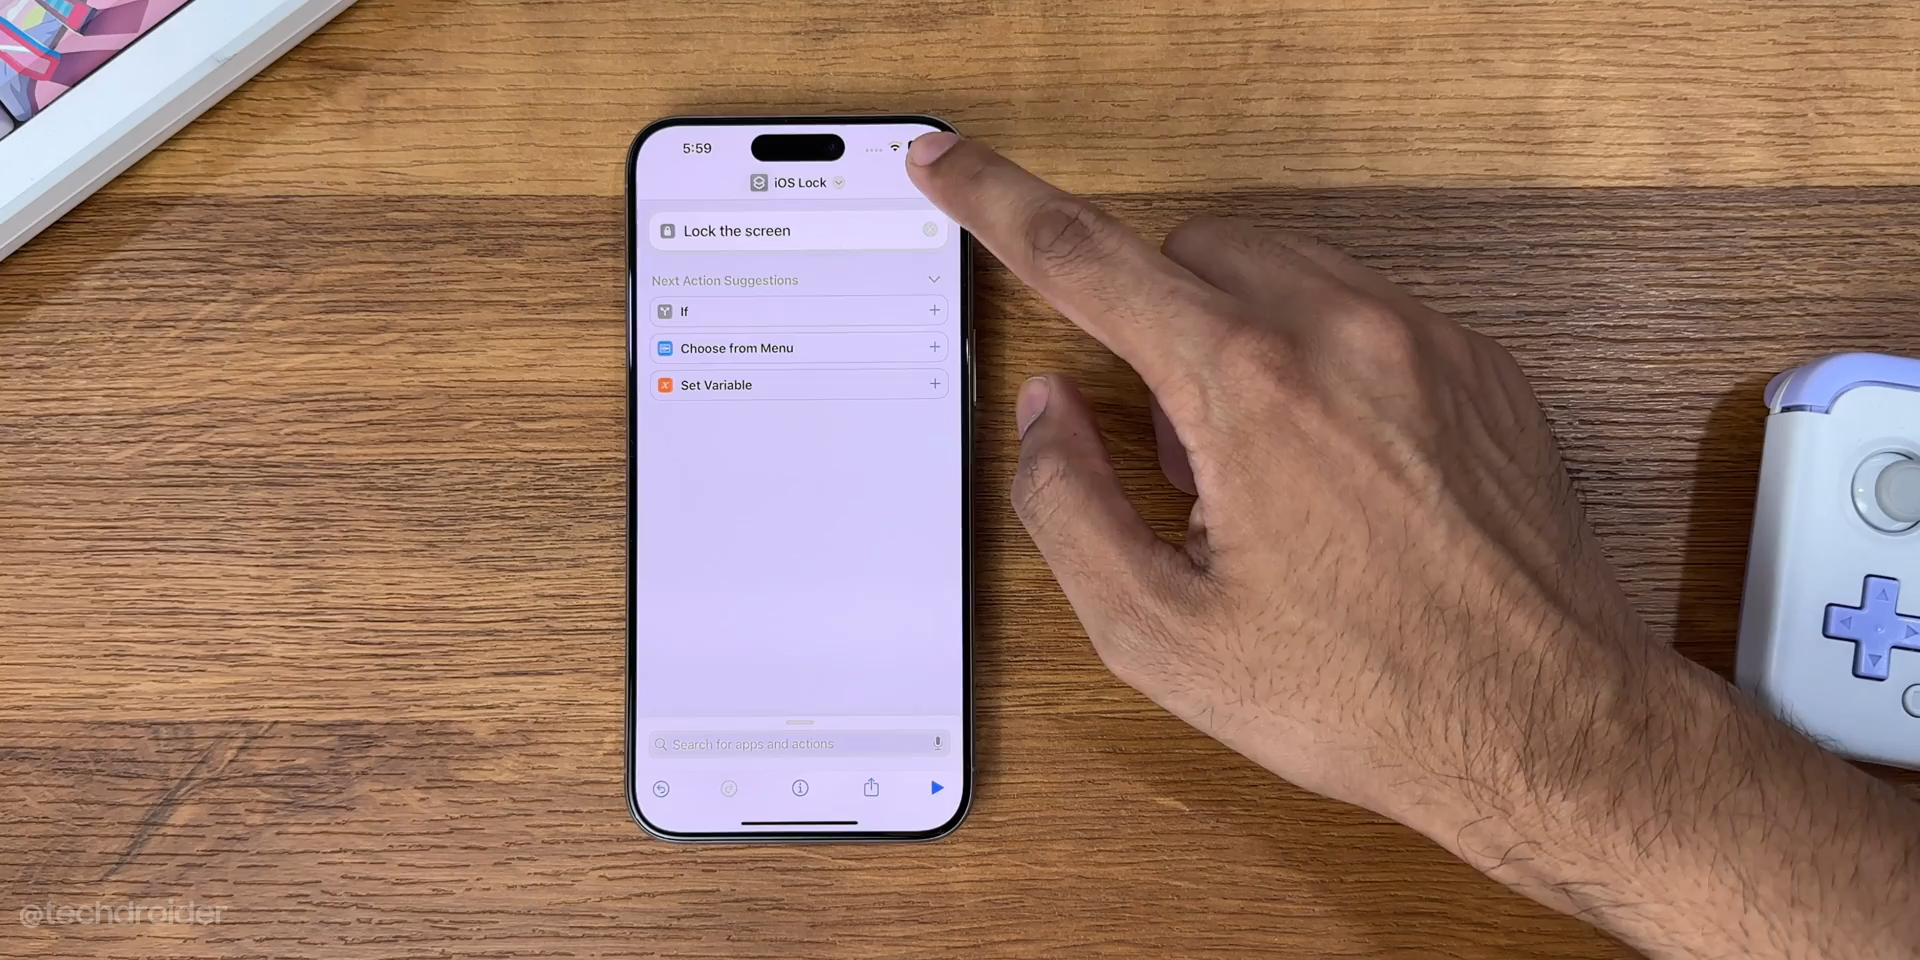 5:59
iOS Lock
Lock the screen
Next Action Suggestions
If
Choose from Menu
Set Variable
Search for apps and actions
@techdroider